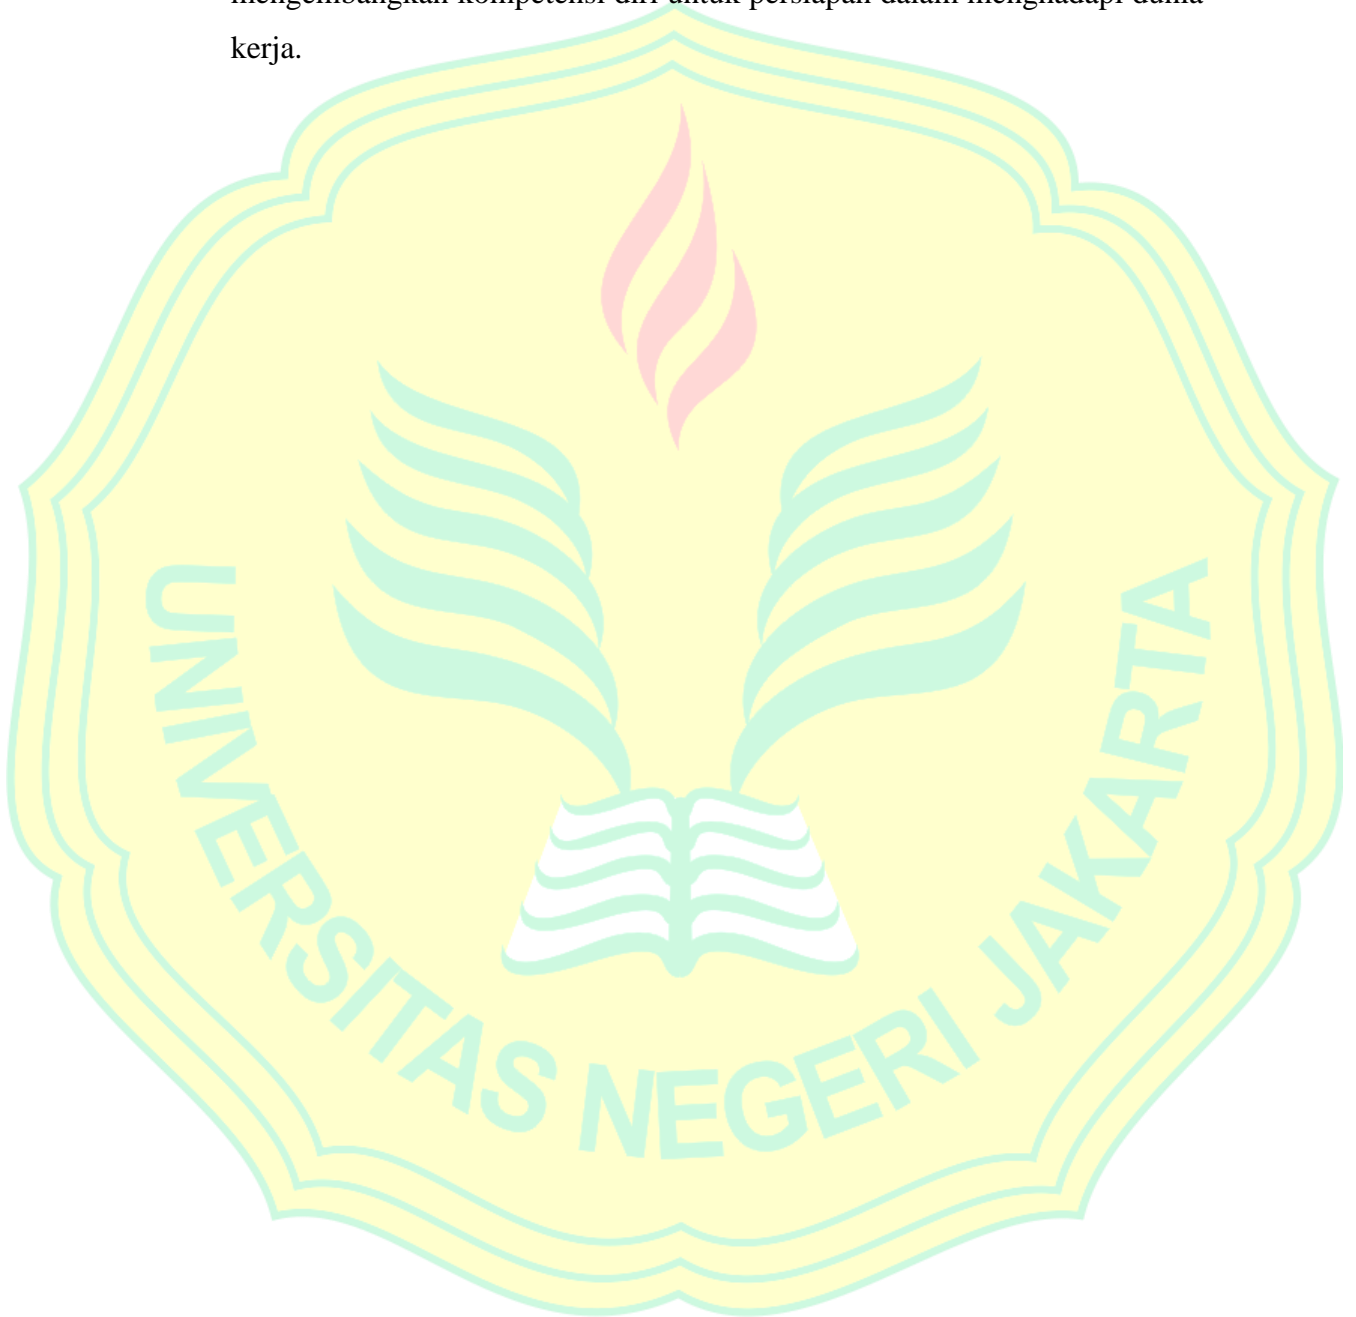 mengembangkan kompetensi diri untuk persiapan dalam menghadapi dunia
kerja.
UNIVERSITAS NEGERI JAKARTA